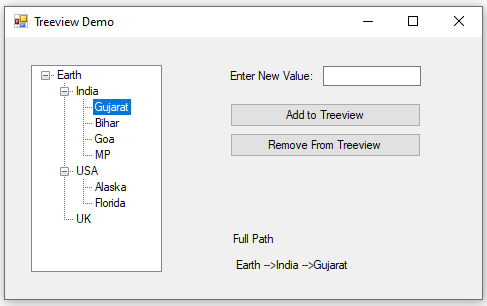 Treeview Demo
Earth
India
Gujarat
Bihar
Goa
MP
USA
Alaska
Florida
UK
Enter New Value:
Add to Treeview
Remove From Treeview
Full Path
Earth -->India -->Gujarat